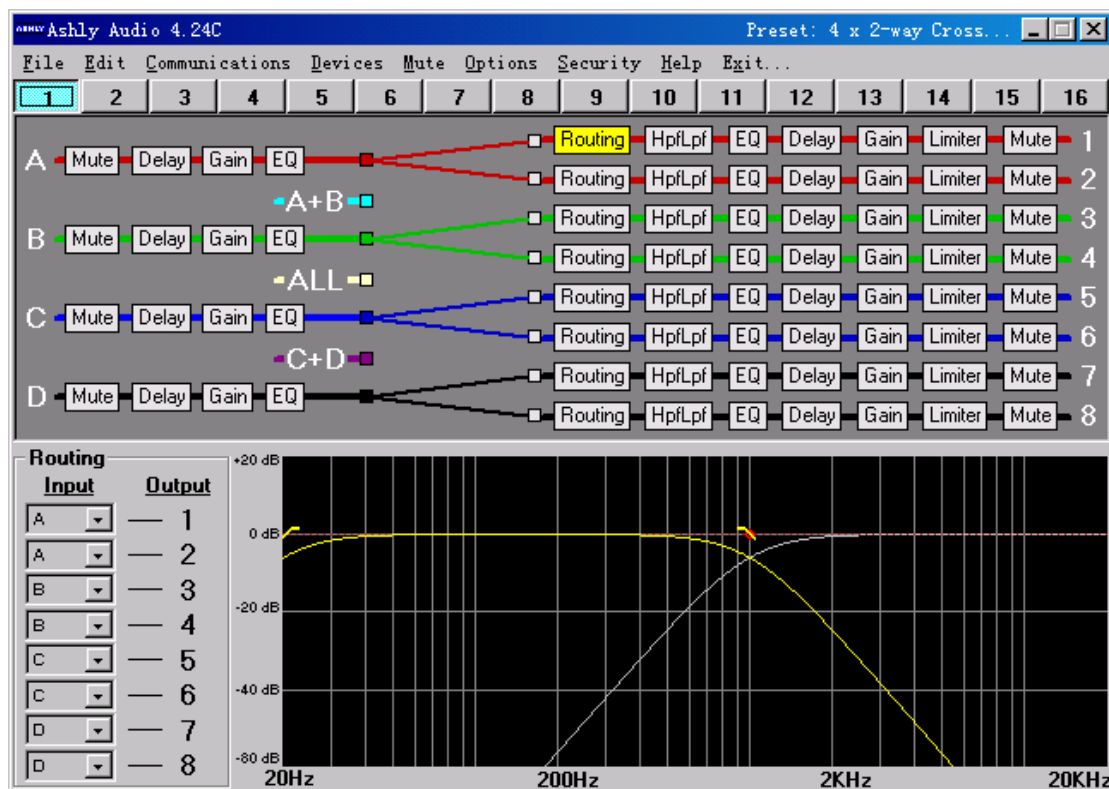 ASHLY Ashly Audio 4.24C Preset: 4 x 2-way Cross...
File Edit Communications Devices Mute Options Security Help Exit...
1 2 3 4 5 6 7 8 9 10 11 12 13 14 15 16
Routing HpfLpf EQ Delay Gain Limiter Mute 1
A Mute Delay Gain EQ
Routing HpfLpf EQ Delay Gain Limiter Mute 2
A+B
Routing HpfLpf EQ Delay Gain Limiter Mute 3
B Mute Delay Gain EQ
Routing HpfLpf EQ Delay Gain Limiter Mute 4
ALL
Routing HpfLpf EQ Delay Gain Limiter Mute 5
C Mute Delay Gain EQ
Routing HpfLpf EQ Delay Gain Limiter Mute 6
C+D
Routing HpfLpf EQ Delay Gain Limiter Mute 7
D Mute Delay Gain EQ
Routing HpfLpf EQ Delay Gain Limiter Mute 8
Routing
Input Output
A 1
A 2
B 3
B 4
C 5
C 6
D 7
D 8
+20 dB
0 dB
-20 dB
-40 dB
-80 dB
20Hz 200Hz 2KHz 20KHz